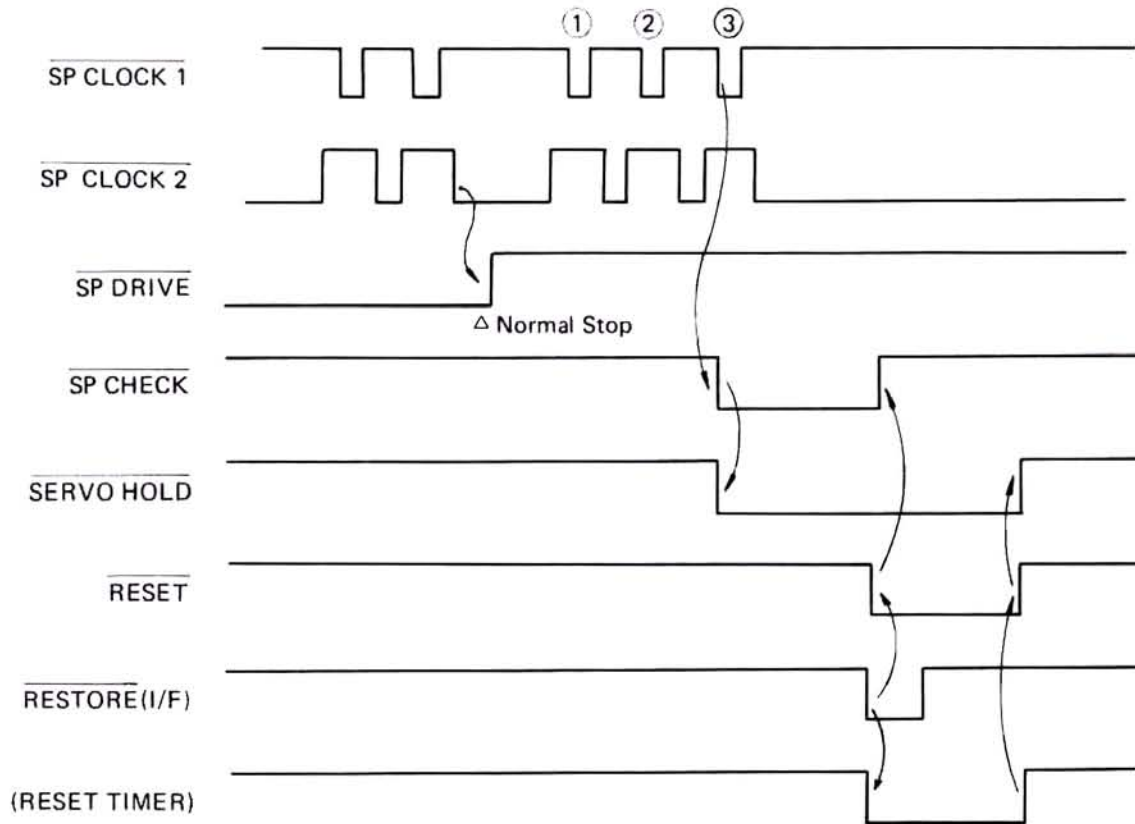 ① ② ③
SP CLOCK 1
SP CLOCK 2
SP DRIVE
△ Normal Stop
SP CHECK
SERVO HOLD
RESET
RESTORE(I/F)
(RESET TIMER)